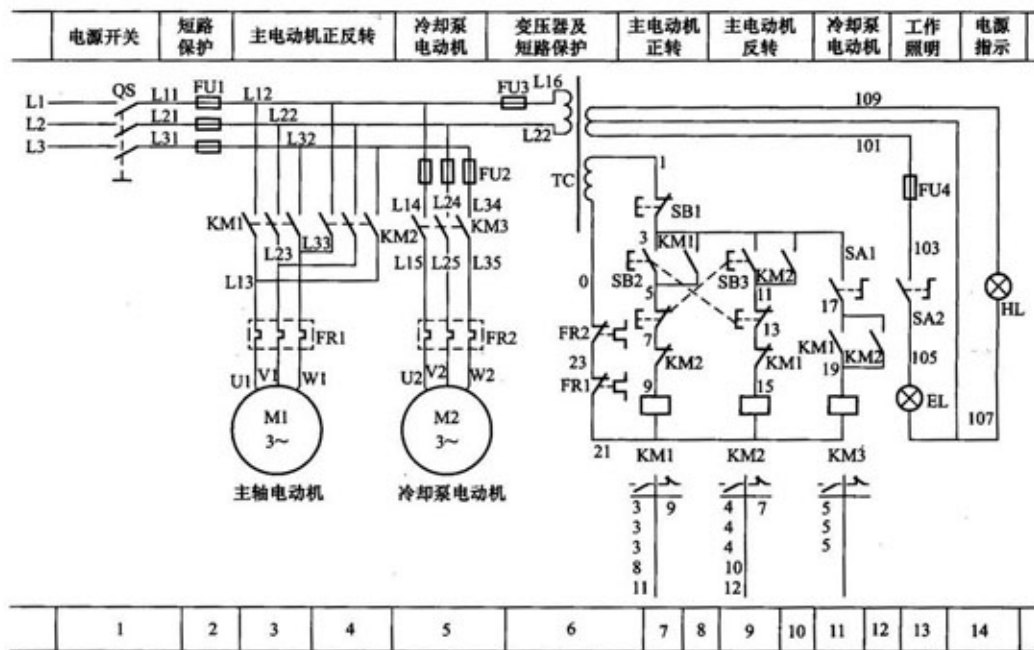 电源开关
短路
保护
主电动机正反转
冷却泵
电动机
变压器及
短路保护
主电动机
正转
主电动机
反转
冷却泵
电动机
工作
照明
电源
指示
QS L11 FU1 L12 FU3 L16
L1
L2 L21 L22 L22
L3 L31 L32
109
101
TC 1
FU2 FU4
L14 L24 L34 SB1
KM1 L33 KM2 KM3 3 KM1 SA1 103
L23 L15 L25 L35 SB2 SB3 KM2
L13 0 5 11 17 SA2 HL
FR1 FR2 FR2 7 13 KM1 KM2
23 KM2 KM1 105
U1 V1 W1 U2 V2 W2 FR1 9 15 19 EL
107
M1 M2
3~ 3~
21 KM1 KM2 KM3
主轴电动机 冷却泵电动机
3 9 4 7 5
3 4 5
3 4 5
8 10
11 12
1 2 3 4 5 6 7 8 9 10 11 12 13 14